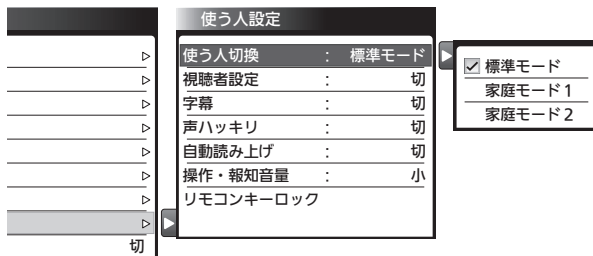 使う人設定
使う人切換 : 標準モード
視聴者設定 : 切
字幕 : 切
声ハッキリ : 切
自動読み上げ : 切
操作・報知音量 : 小
リモコンキーロック
標準モード
家庭モード1
家庭モード2
切